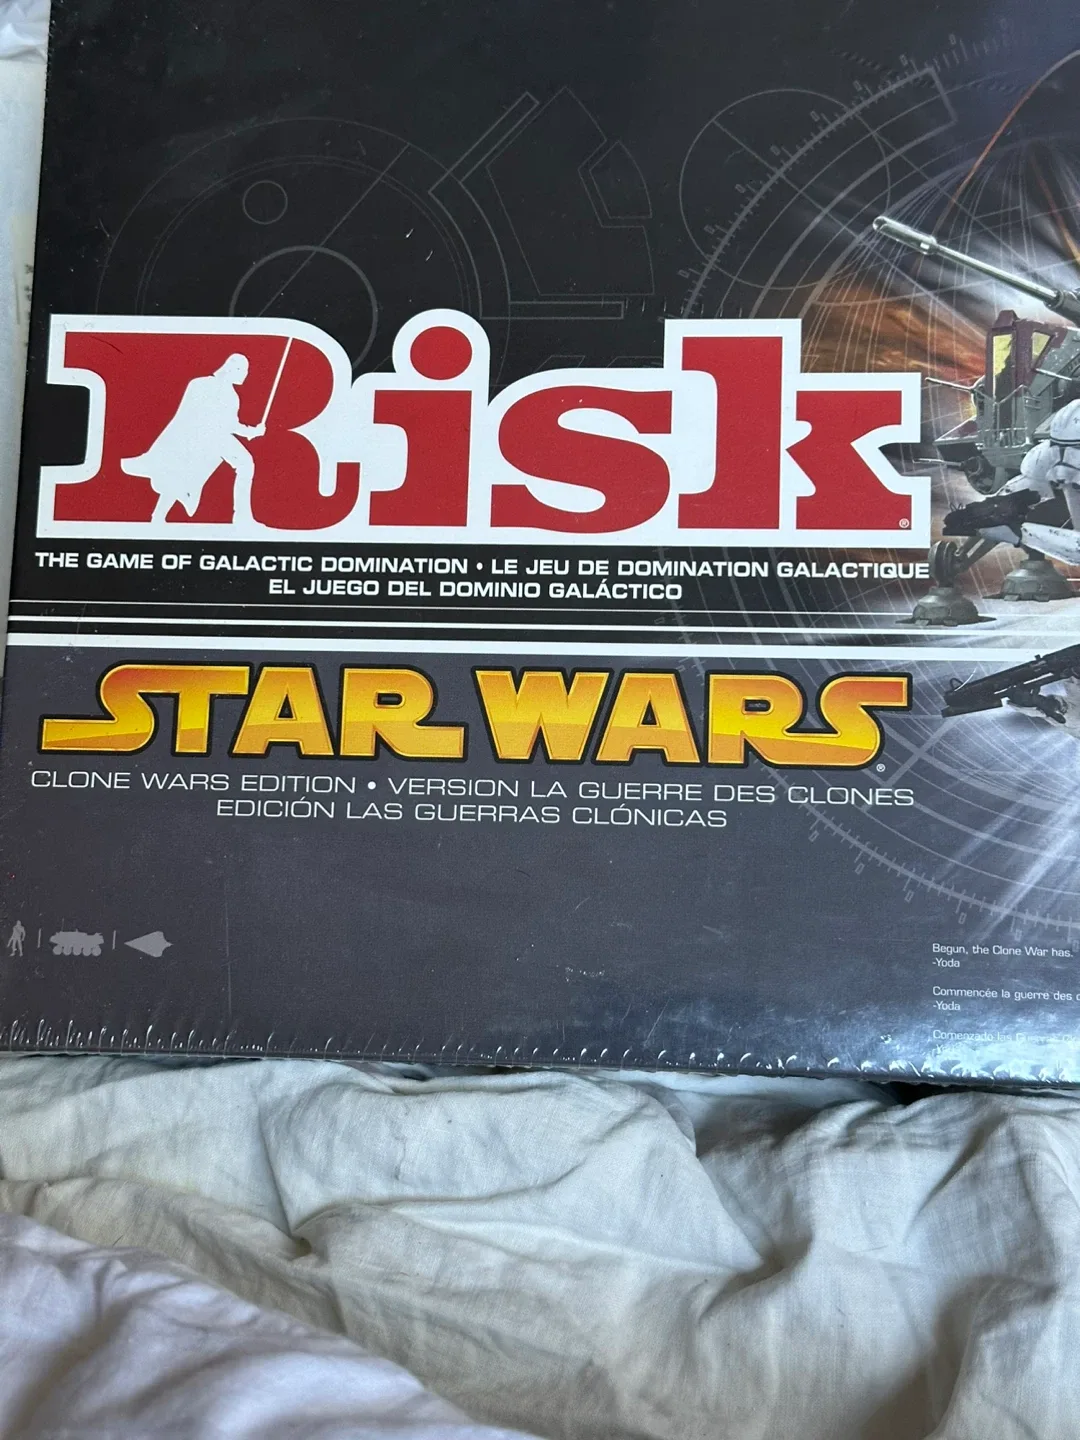 Risk®
THE GAME OF GALACTIC DOMINATION • LE JEU DE DOMINATION GALACTIQUE
EL JUEGO DEL DOMINIO GALÁCTICO
STAR WARS®
CLONE WARS EDITION • VERSION LA GUERRE DES CLONES
EDICIÓN LAS GUERRAS CLÓNICAS
Begun, the Clone War has.
-Yoda
Commencée la guerre des
-Yoda
Comenzado las